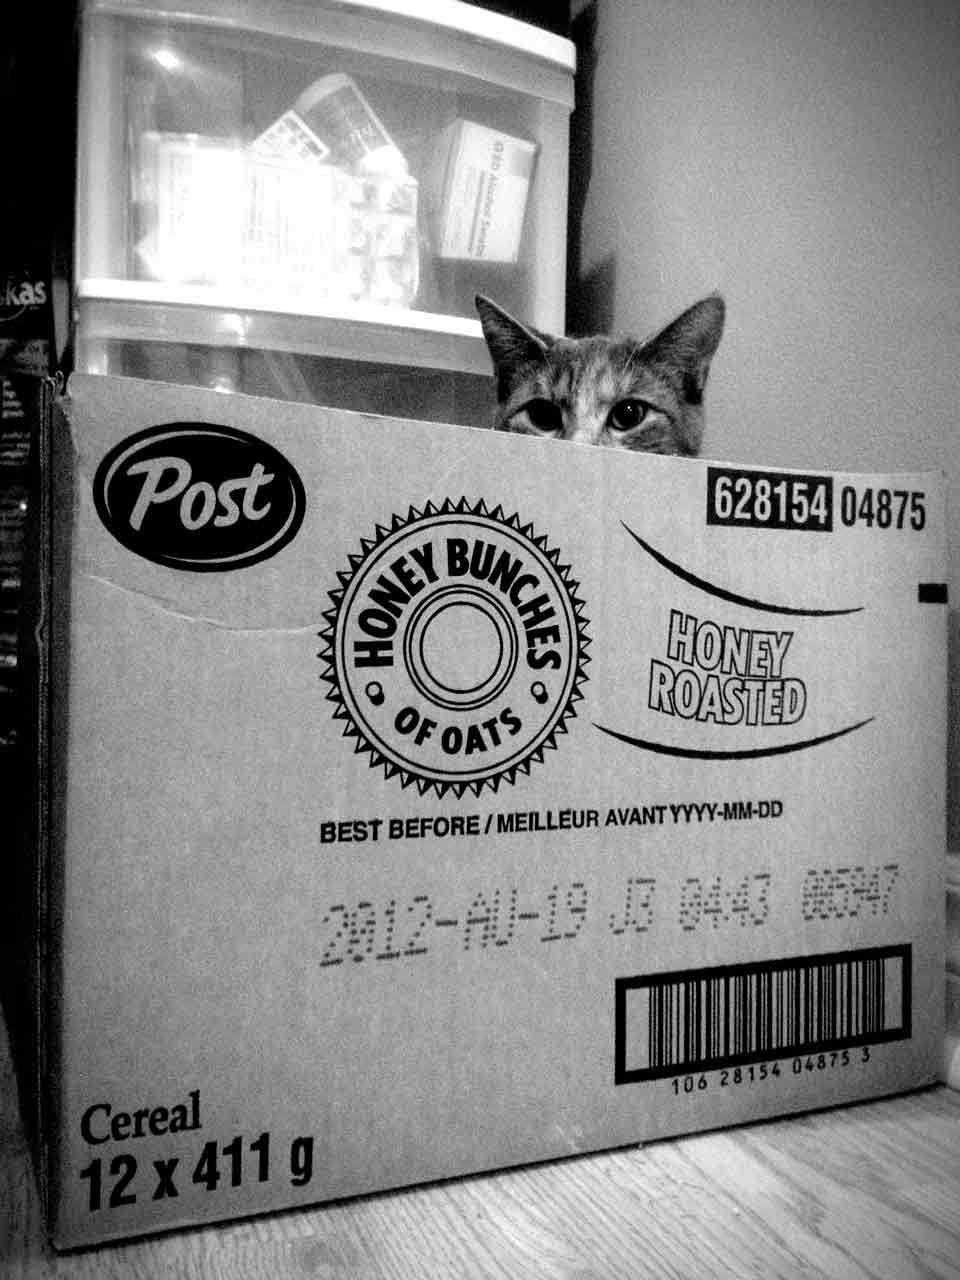 kas
Post
628154 04875
HONEY BUNCHES
OF OATS
HONEY
ROASTED
BEST BEFORE / MEILLEUR AVANT YYYY-MM-DD
2012-AU-19 J3 04:43
106 28154 04875 3
Cereal
12 x 411 g